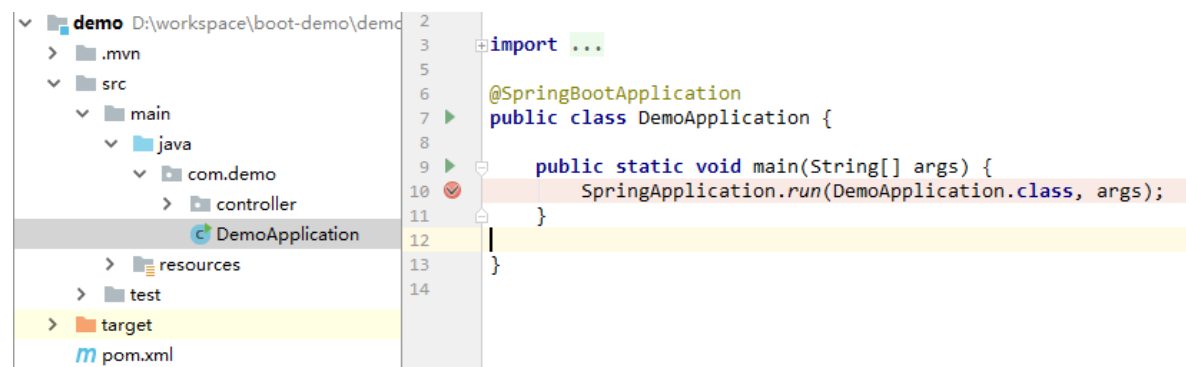 demo D:\workspace\boot-demo\demo
.mvn
src
main
java
com.demo
controller
DemoApplication
resources
test
target
pom.xml
2
3 import ...
5
6 @SpringBootApplication
7 public class DemoApplication {
8
9 public static void main(String[] args) {
10 SpringApplication.run(DemoApplication.class, args);
11 }
12
13 }
14